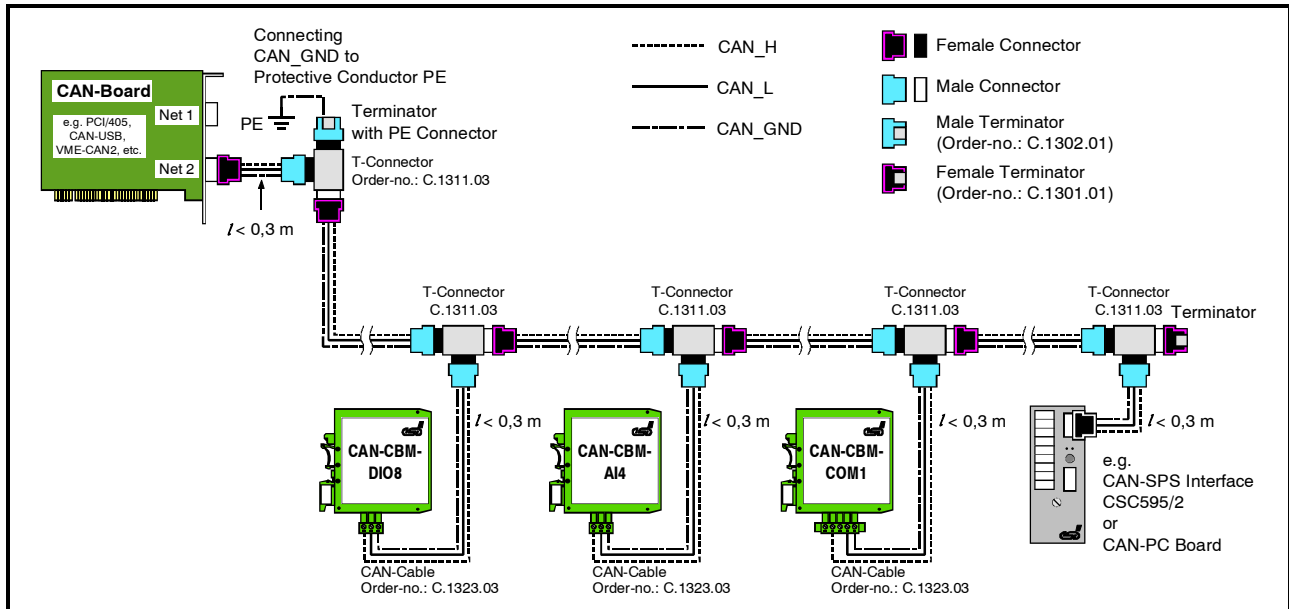 Connecting
CAN_GND to
Protective Conductor PE
CAN-Board
e.g. PCI/405,
CAN-USB,
VME-CAN2, etc.
Net 1
Net 2
PE
Terminator
with PE Connector
T-Connector
Order-no.: C.1311.03
l < 0,3 m
CAN_H
CAN_L
CAN_GND
Female Connector
Male Connector
Male Terminator
(Order-no.: C.1302.01)
Female Terminator
(Order-no.: C.1301.01)
T-Connector
C.1311.03
T-Connector
C.1311.03
T-Connector
C.1311.03
T-Connector
C.1311.03
Terminator
l < 0,3 m
l < 0,3 m
l < 0,3 m
l < 0,3 m
esd
CAN-CBM-
DIO8
esd
CAN-CBM-
AI4
esd
CAN-CBM-
COM1
e.g.
CAN-SPS Interface
CSC595/2
or
CAN-PC Board
esd
CAN-Cable
Order-no.: C.1323.03
CAN-Cable
Order-no.: C.1323.03
CAN-Cable
Order-no.: C.1323.03